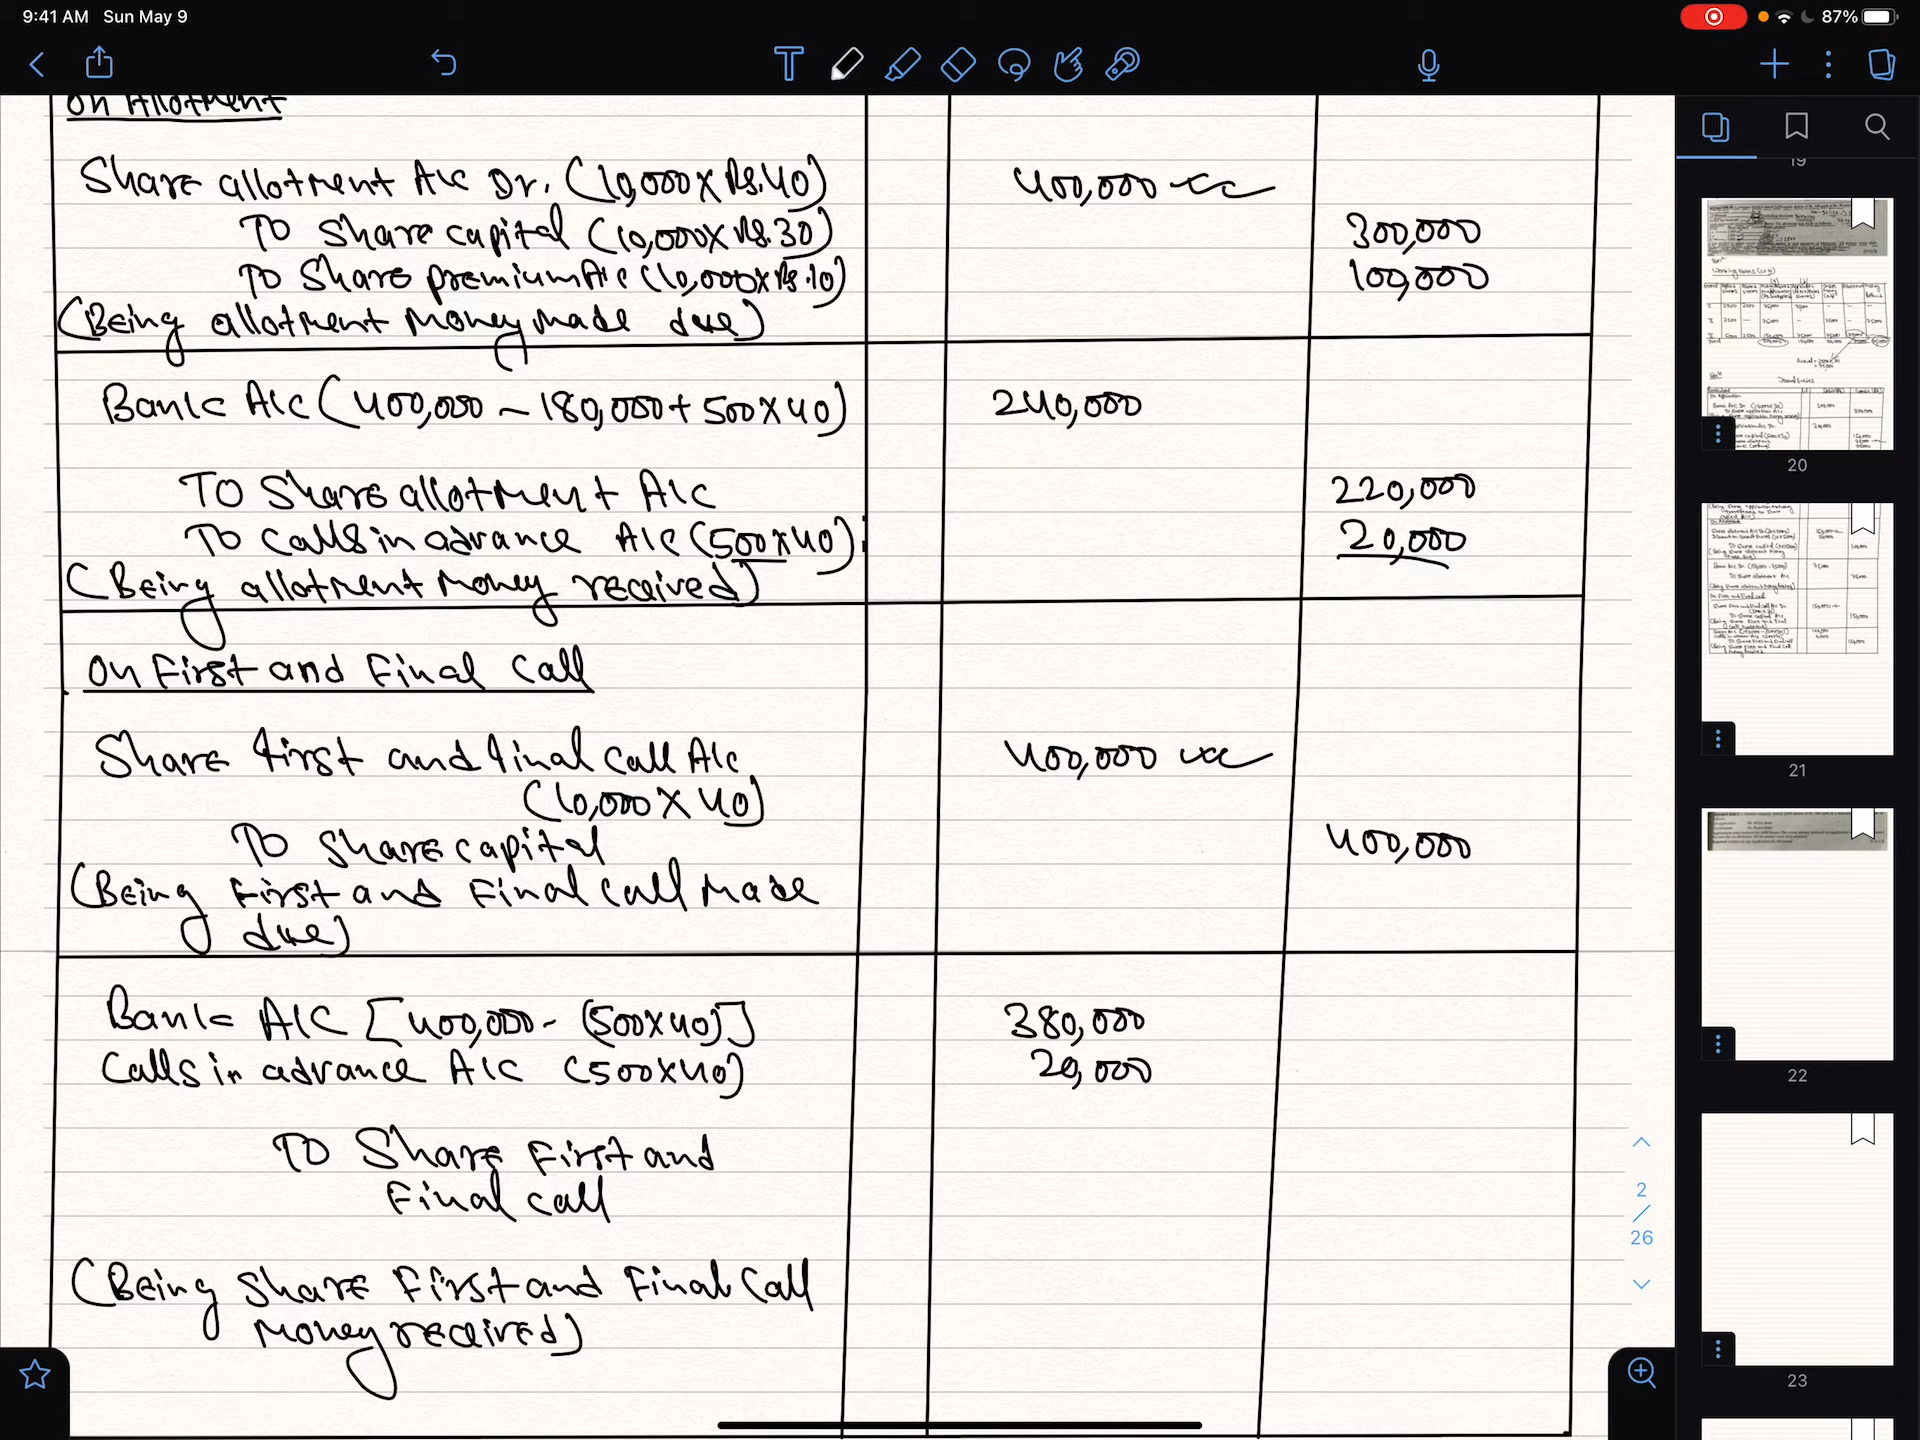 9:41 AM Sun May 9
87%
On Allotment
Share allotment A/c Dr. (10,000 X Rs.40) 400,000
To Share capital (10,000 X Rs.30) 300,000
To Share premium A/c (10,000 X Rs.10) 100,000
(Being allotment Money made due)
Bank A/c (400,000 - 180,000 + 500 X 40) 240,000
To Share allotment A/c 220,000
To calls in advance A/c (500 X 40) 20,000
(Being allotment Money received)
On First and Final Call
Share first and final call A/c 400,000
(10,000 X 40)
To Share capital 400,000
(Being First and Final call Made
due)
Bank A/c [400,000 - (500X40)] 380,000
Calls in advance A/c (500X40) 20,000
To Share First and
Final call
(Being Share First and Final Call
Money received)
2
/
26
19
20
21
22
23